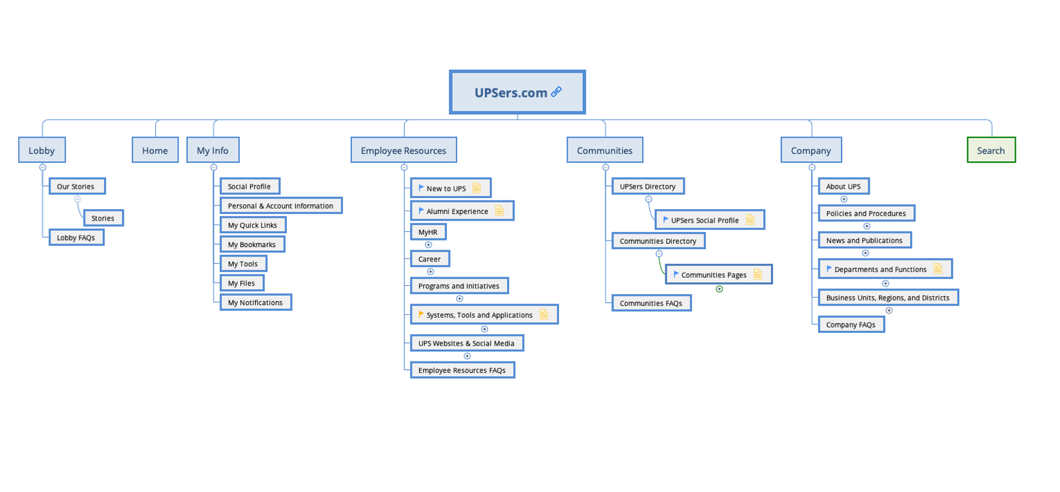 UPSers.com
Lobby
Home
My Info
Employee Resources
Communities
Company
Search
Our Stories
Stories
Lobby FAQs
Social Profile
Personal & Account Information
My Quick Links
My Bookmarks
My Tools
My Files
My Notifications
New to UPS
Alumni Experience
MyHR
Career
Programs and Initiatives
Systems, Tools and Applications
UPS Websites & Social Media
Employee Resources FAQs
UPSers Directory
UPSers Social Profile
Communities Directory
Communities Pages
Communities FAQs
About UPS
Policies and Procedures
News and Publications
Departments and Functions
Business Units, Regions, and Districts
Company FAQs